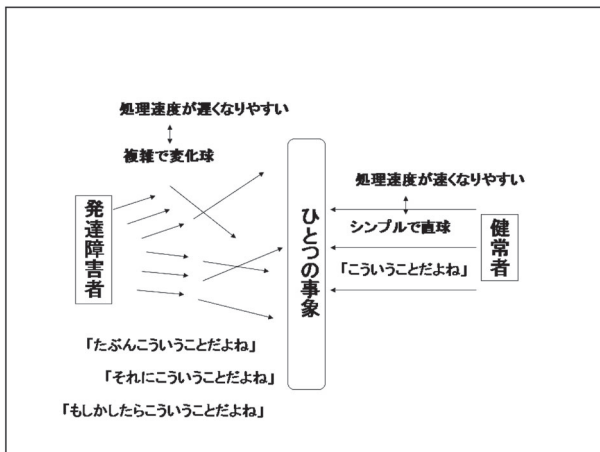 処理速度が遅くなりやすい
複雑で変化球
発達障害者
「たぶんこういうことだよね」
「それにこういうことだよね」
「もしかしたらこういうことだよね」
ひとつの事象
処理速度が速くなりやすい
シンプルで直球
「こういうことだよね」
健常者